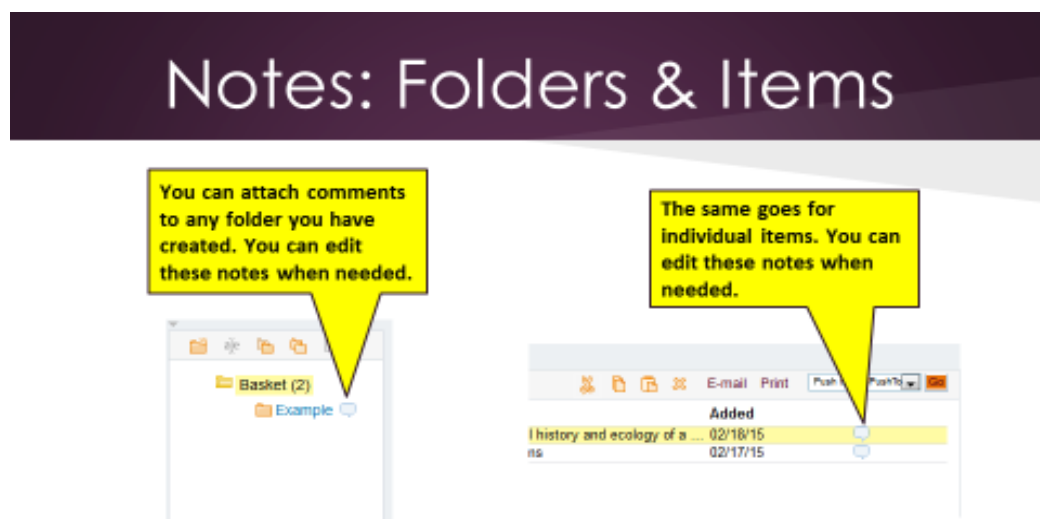 Notes: Folders & Items
You can attach comments
to any folder you have
created. You can edit
these notes when needed.
The same goes for
individual items. You can
edit these notes when
needed.
Basket (2)
Example
E-mail Print Push Go
Added
l history and ecology of a ... 02/18/15
ns 02/17/15